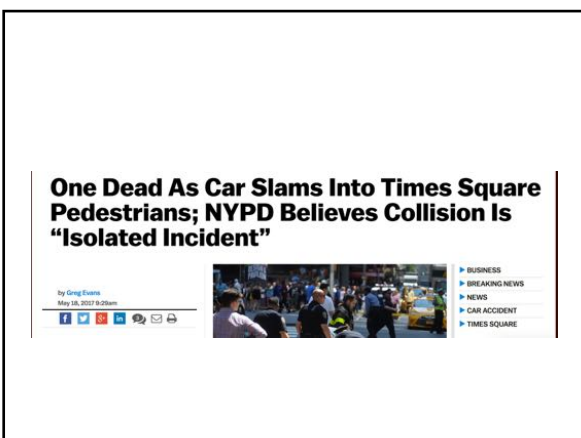 One Dead As Car Slams Into Times Square
Pedestrians; NYPD Believes Collision Is
“Isolated Incident”
by Greg Evans
May 18, 2017 9:29am
BUSINESS
BREAKING NEWS
NEWS
CAR ACCIDENT
TIMES SQUARE